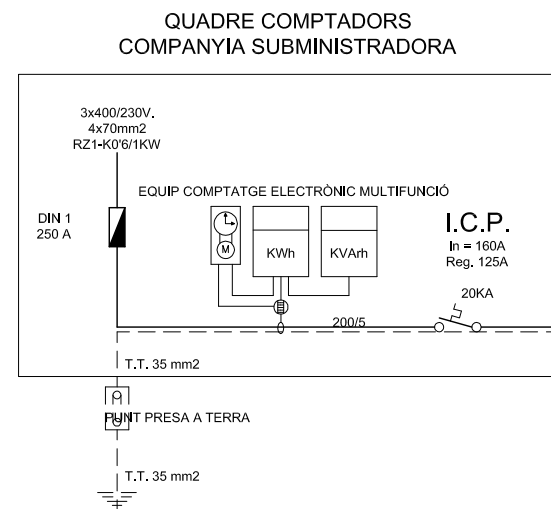 QUADRE COMPTADORS
COMPANYIA SUBMINISTRADORA
3x400/230V.
4x70mm2
RZ1-K0'6/1KW
EQUIP COMPTATGE ELECTRÒNIC MULTIFUNCIÓ
DIN 1
250 A
M
KWh
KVArh
I.C.P.
In = 160A
Reg. 125A
20KA
200/5
T.T. 35 mm2
PUNT PRESA A TERRA
T.T. 35 mm2